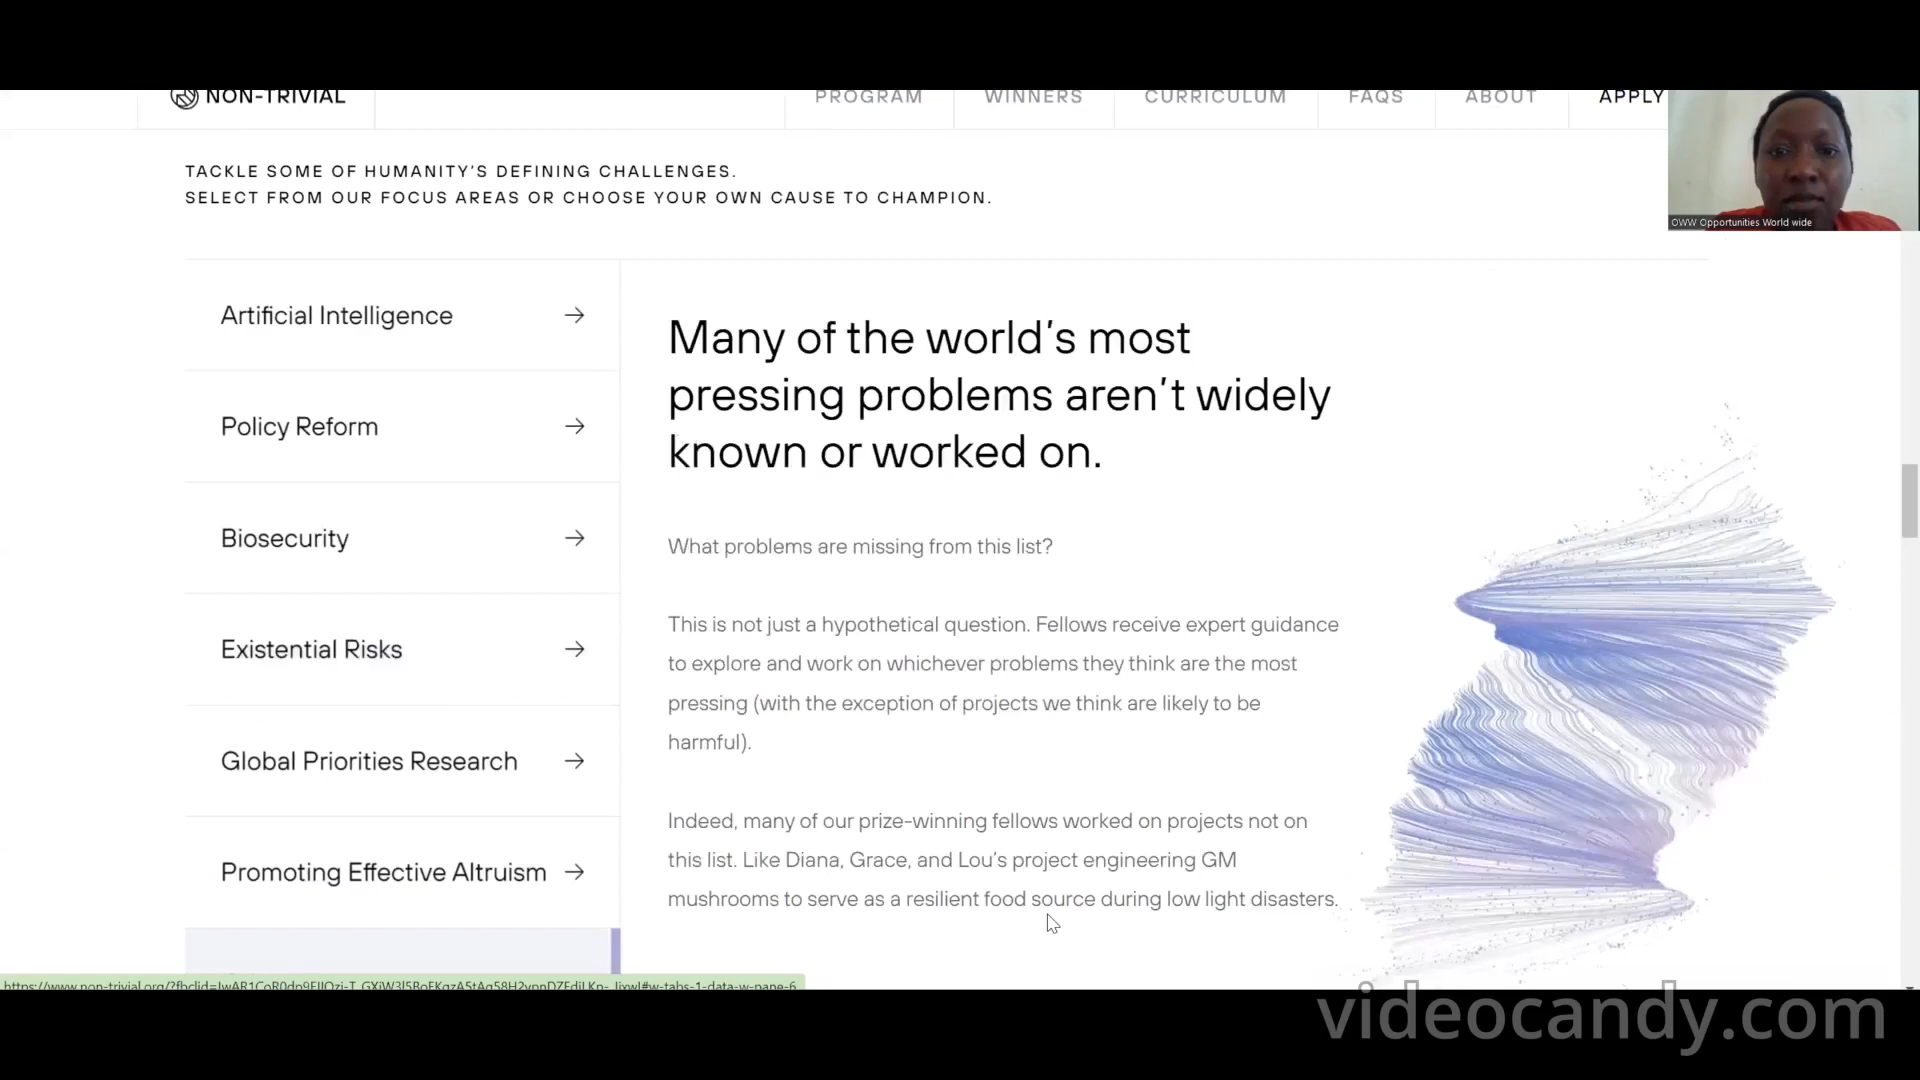 NON-TRIVIAL
PROGRAM
WINNERS
CURRICULUM
FAQS
ABOUT
APPLY
OWW Opportunities World wide
TACKLE SOME OF HUMANITY'S DEFINING CHALLENGES.
SELECT FROM OUR FOCUS AREAS OR CHOOSE YOUR OWN CAUSE TO CHAMPION.
Artificial Intelligence →
Policy Reform →
Biosecurity →
Existential Risks →
Global Priorities Research →
Promoting Effective Altruism →
Many of the world's most
pressing problems aren't widely
known or worked on.
What problems are missing from this list?
This is not just a hypothetical question. Fellows receive expert guidance
to explore and work on whichever problems they think are the most
pressing (with the exception of projects we think are likely to be
harmful).
Indeed, many of our prize-winning fellows worked on projects not on
this list. Like Diana, Grace, and Lou's project engineering GM
mushrooms to serve as a resilient food source during low light disasters.
videocandy.com